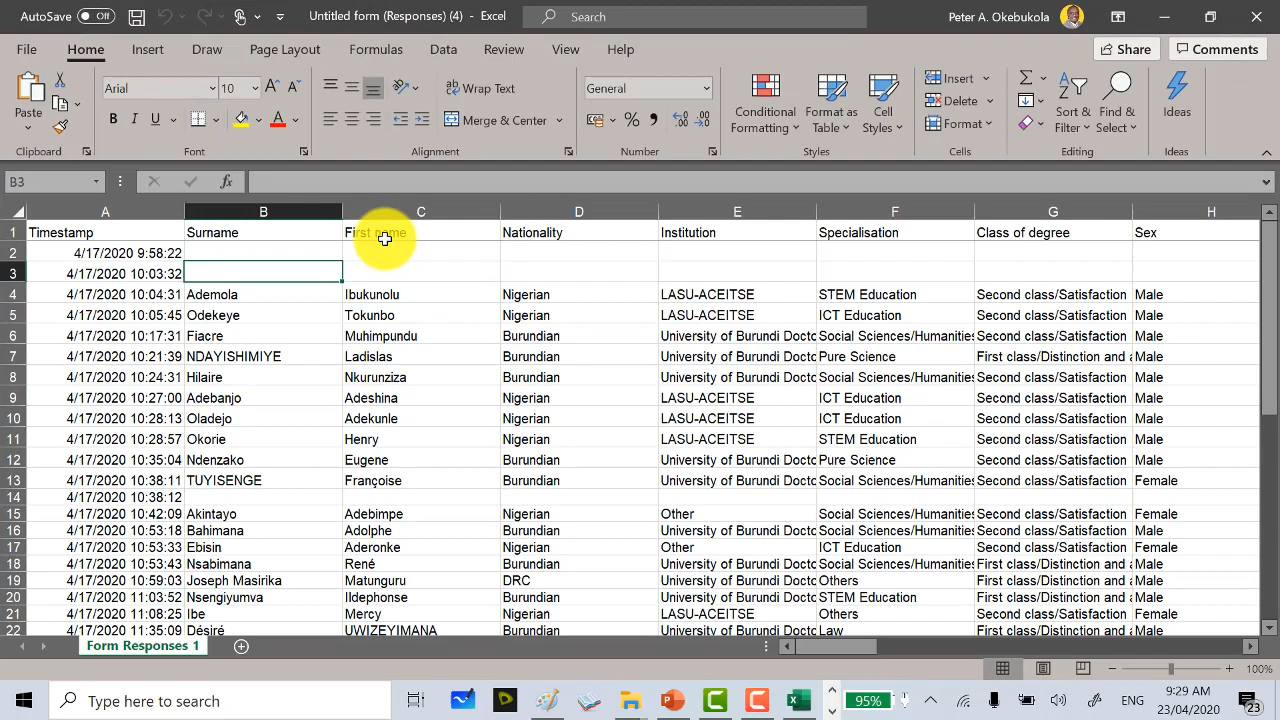 AutoSave Off Untitled form (Responses) (4) - Excel Search Peter A. Okebukola
File Home Insert Draw Page Layout Formulas Data Review View Help Share Comments
Paste Arial 10 Wrap Text General Conditional Formatting Format as Table Cell Styles Insert Sort & Filter Find & Select Ideas
B I U Merge & Center % Delete Format
Clipboard Font Alignment Number Styles Cells Editing Ideas
B3 fx
A B C D E F G H
1 Timestamp Surname First name Nationality Institution Specialisation Class of degree Sex
2 4/17/2020 9:58:22
3 4/17/2020 10:03:32
4 4/17/2020 10:04:31 Ademola Ibukunolu Nigerian LASU-ACEITSE STEM Education Second class/Satisfaction Male
5 4/17/2020 10:05:45 Odekeye Tokunbo Nigerian LASU-ACEITSE ICT Education Second class/Satisfaction Male
6 4/17/2020 10:17:31 Fiacre Muhimpundu Burundian University of Burundi Docto Social Sciences/Humanities Second class/Satisfaction Male
7 4/17/2020 10:21:39 NDAYISHIMIYE Ladislas Burundian University of Burundi Docto Pure Science First class/Distinction and a Male
8 4/17/2020 10:24:31 Hilaire Nkurunziza Burundian University of Burundi Docto Social Sciences/Humanities Second class/Satisfaction Male
9 4/17/2020 10:27:00 Adebanjo Adeshina Nigerian LASU-ACEITSE ICT Education Second class/Satisfaction Male
10 4/17/2020 10:28:13 Oladejo Adekunle Nigerian LASU-ACEITSE ICT Education Second class/Satisfaction Male
11 4/17/2020 10:28:57 Okorie Henry Nigerian LASU-ACEITSE STEM Education Second class/Satisfaction Male
12 4/17/2020 10:35:04 Ndenzako Eugene Burundian University of Burundi Docto Pure Science Second class/Satisfaction Male
13 4/17/2020 10:38:11 TUYISENGE Françoise Burundian University of Burundi Docto Social Sciences/Humanities Second class/Satisfaction Female
14 4/17/2020 10:38:12
15 4/17/2020 10:42:09 Akintayo Adebimpe Nigerian Other Social Sciences/Humanities Second class/Satisfaction Female
16 4/17/2020 10:53:18 Bahimana Adolphe Burundian University of Burundi Docto Social Sciences/Humanities Second class/Satisfaction Male
17 4/17/2020 10:53:33 Ebisin Aderonke Nigerian Other ICT Education Second class/Satisfaction Female
18 4/17/2020 10:53:43 Nsabimana René Burundian University of Burundi Docto Social Sciences/Humanities First class/Distinction and a Male
19 4/17/2020 10:59:03 Joseph Masirika Matunguru DRC University of Burundi Docto Others First class/Distinction and a Male
20 4/17/2020 11:03:52 Nsengiyumva Ildephonse Burundian University of Burundi Docto STEM Education First class/Distinction and a Male
21 4/17/2020 11:08:25 Ibe Mercy Nigerian LASU-ACEITSE Others Second class/Satisfaction Female
22 4/17/2020 11:35:09 Désiré UWIZEYIMANA Burundian University of Burundi Docto Law First class/Distinction and a Male
Form Responses 1
100%
Type here to search 95% ENG 9:29 AM
23/04/2020 23